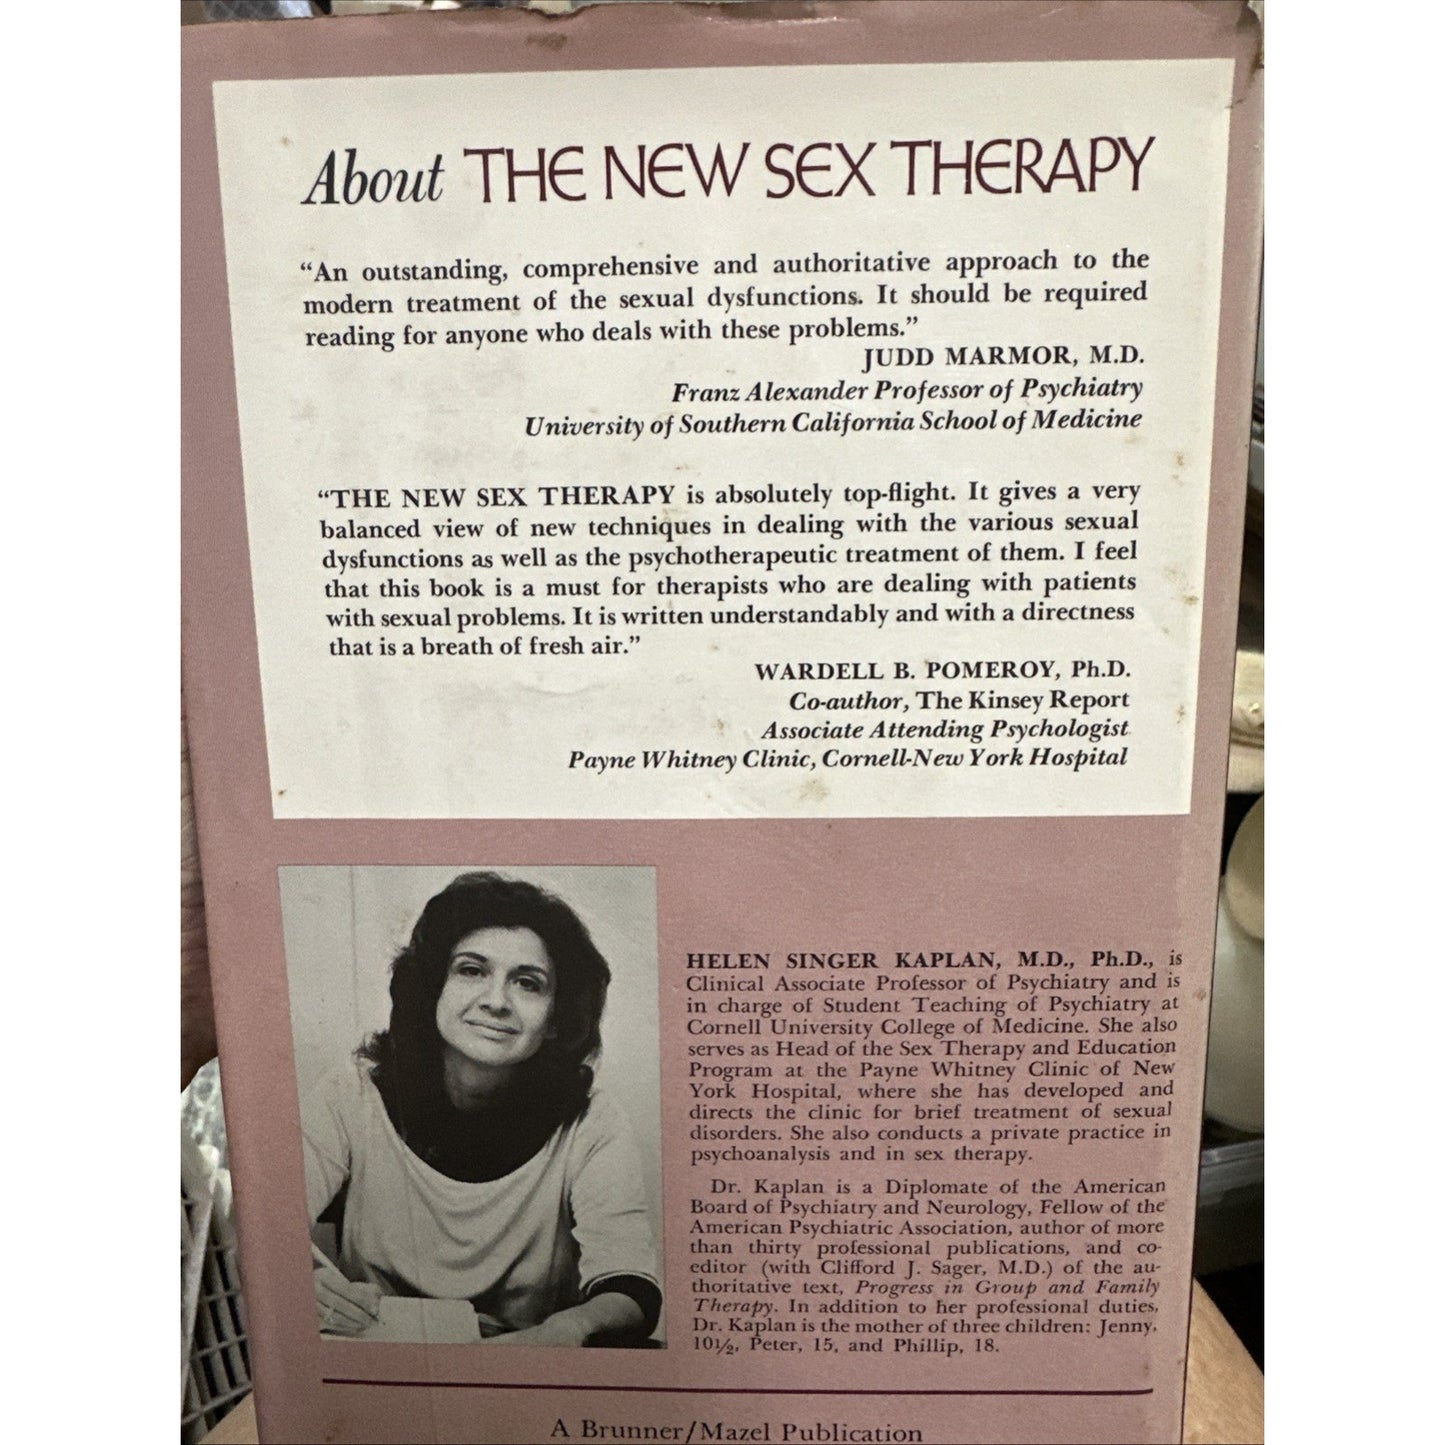 About THE NEW SEX THERAPY
“An outstanding, comprehensive and authoritative approach to the
modern treatment of the sexual dysfunctions. It should be required
reading for anyone who deals with these problems.”
JUDD MARMOR, M.D.
Franz Alexander Professor of Psychiatry
University of Southern California School of Medicine
“THE NEW SEX THERAPY is absolutely top-flight. It gives a very
balanced view of new techniques in dealing with the various sexual
dysfunctions as well as the psychotherapeutic treatment of them. I feel
that this book is a must for therapists who are dealing with patients
with sexual problems. It is written understandably and with a directness
that is a breath of fresh air.”
WARDELL B. POMEROY, Ph.D.
Co-author, The Kinsey Report
Associate Attending Psychologist
Payne Whitney Clinic, Cornell-New York Hospital
HELEN SINGER KAPLAN, M.D., Ph.D., is
Clinical Associate Professor of Psychiatry and is
in charge of Student Teaching of Psychiatry at
Cornell University College of Medicine. She also
serves as Head of the Sex Therapy and Education
Program at the Payne Whitney Clinic of New
York Hospital, where she has developed and
directs the clinic for brief treatment of sexual
disorders. She also conducts a private practice in
psychoanalysis and in sex therapy.
Dr. Kaplan is a Diplomate of the American
Board of Psychiatry and Neurology, Fellow of the
American Psychiatric Association, author of more
than thirty professional publications, and co-
editor (with Clifford J. Sager, M.D.) of the au-
thoritative text, Progress in Group and Family
Therapy. In addition to her professional duties,
Dr. Kaplan is the mother of three children: Jenny,
10½, Peter, 15, and Phillip, 18.
A Brunner/Mazel Publication